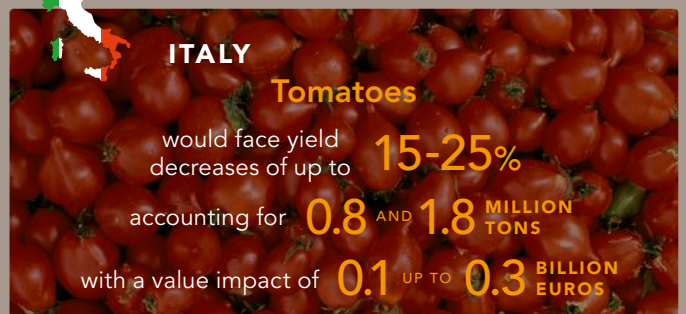 ITALY
Tomatoes
would face yield
decreases of up to 15-25%
accounting for 0.8 AND 1.8 MILLION TONS
with a value impact of 0.1 UP TO 0.3 BILLION EUROS